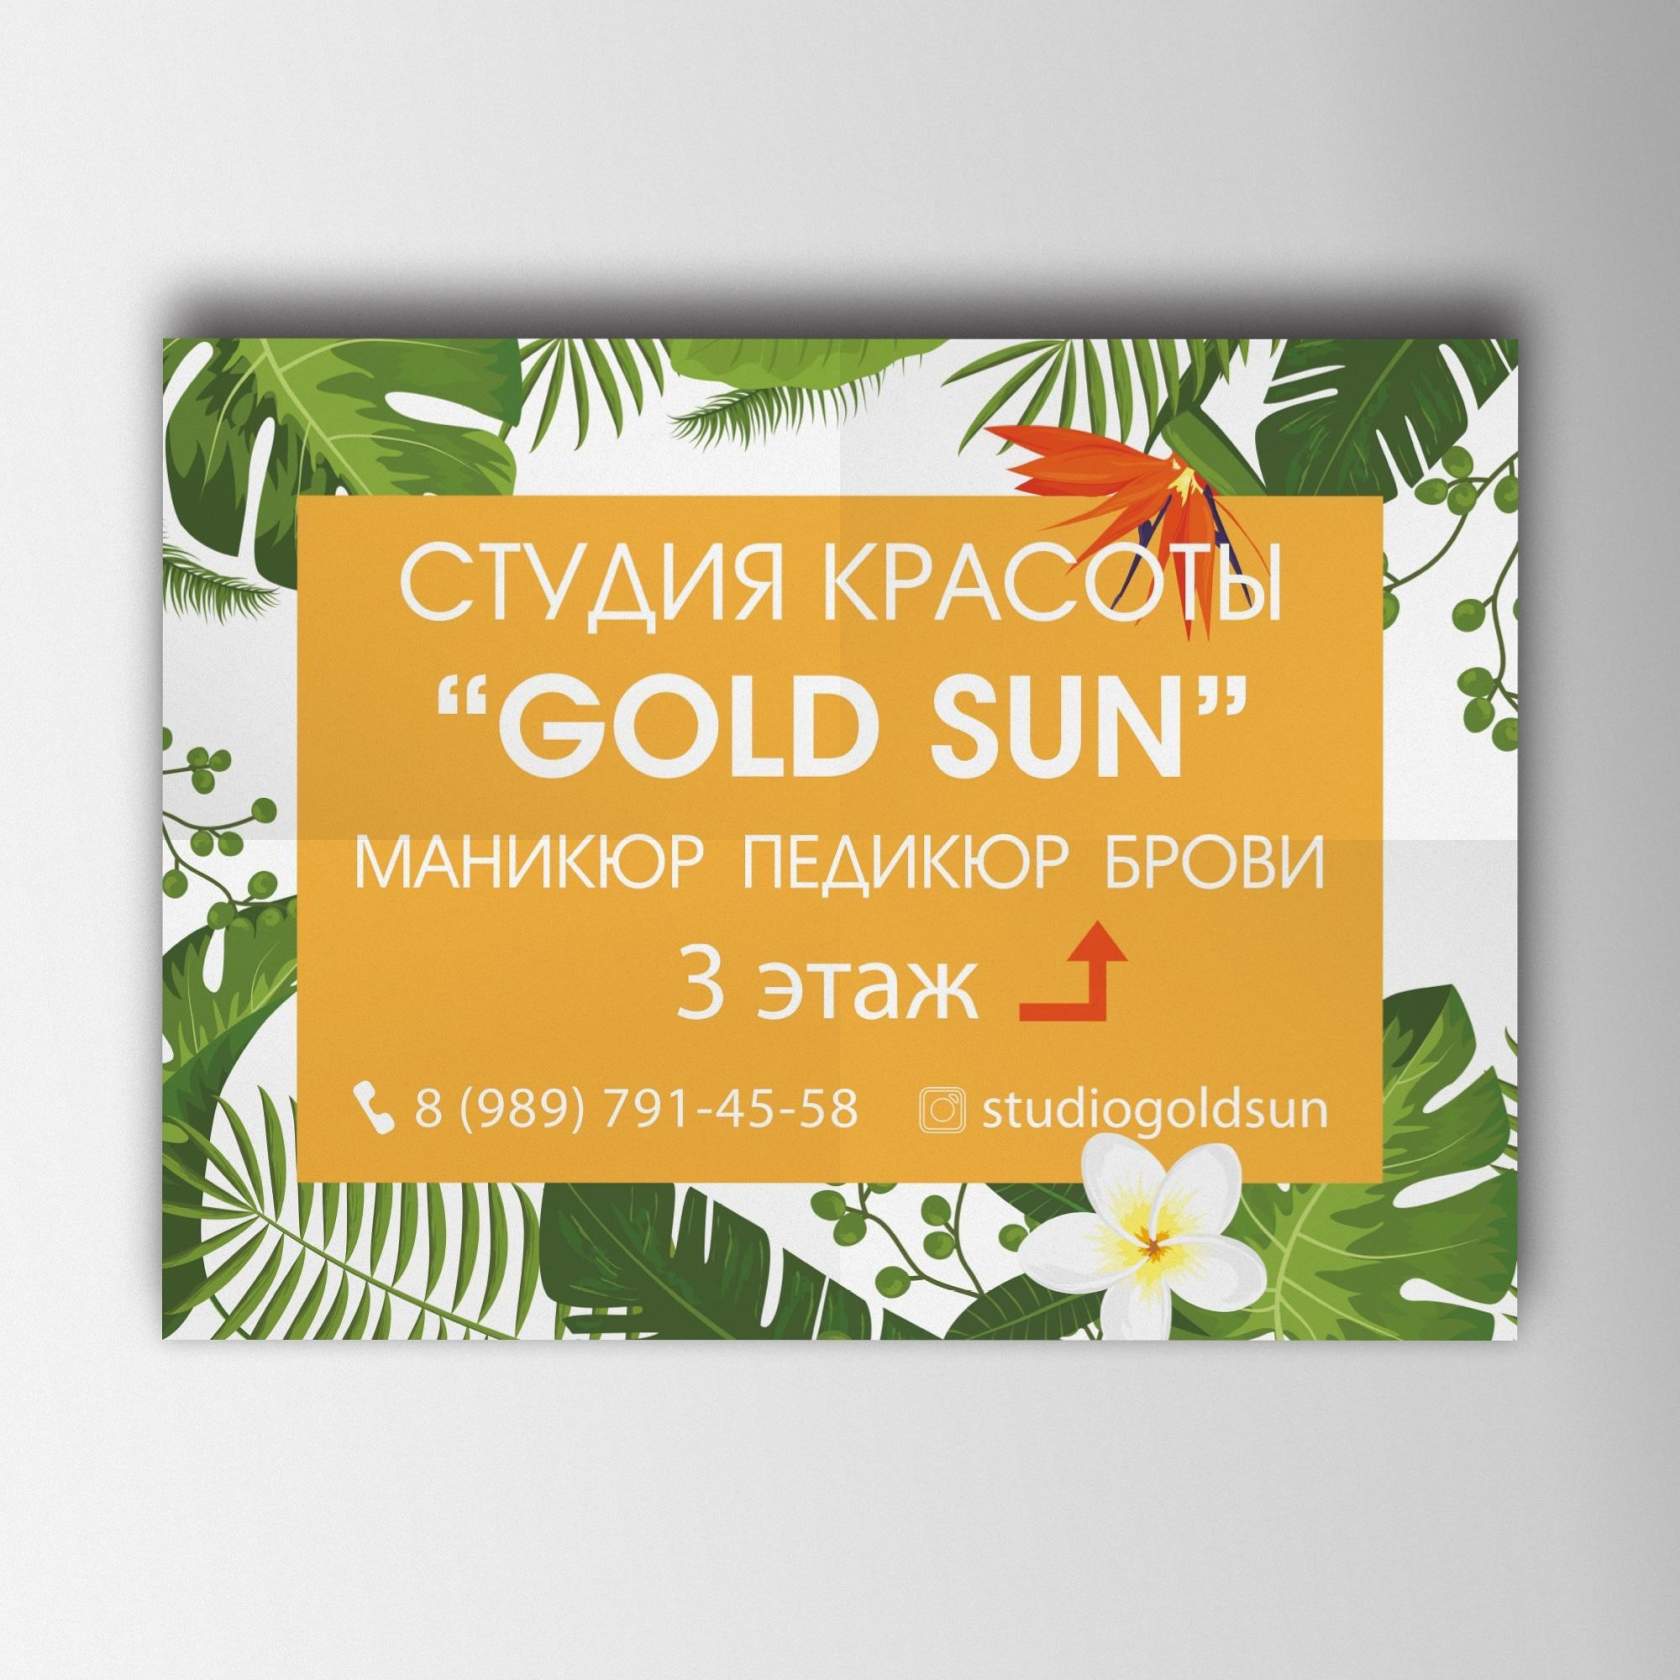 СТУДИЯ КРАСОТЫ
“GOLD SUN”
МАНИКЮР ПЕДИКЮР БРОВИ
3 этаж
8 (989) 791-45-58 studiogoldsun